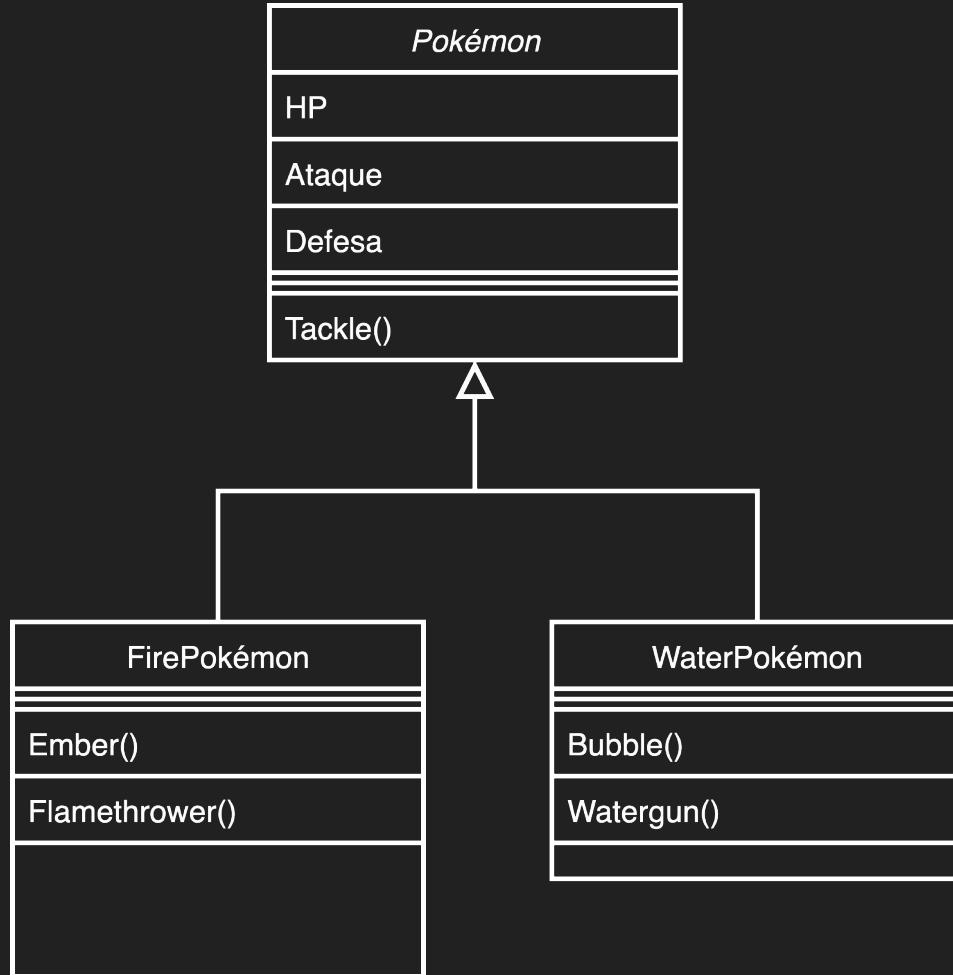 Pokémon
HP
Ataque
Defesa
Tackle()
FirePokémon
Ember()
Flamethrower()
WaterPokémon
Bubble()
Watergun()